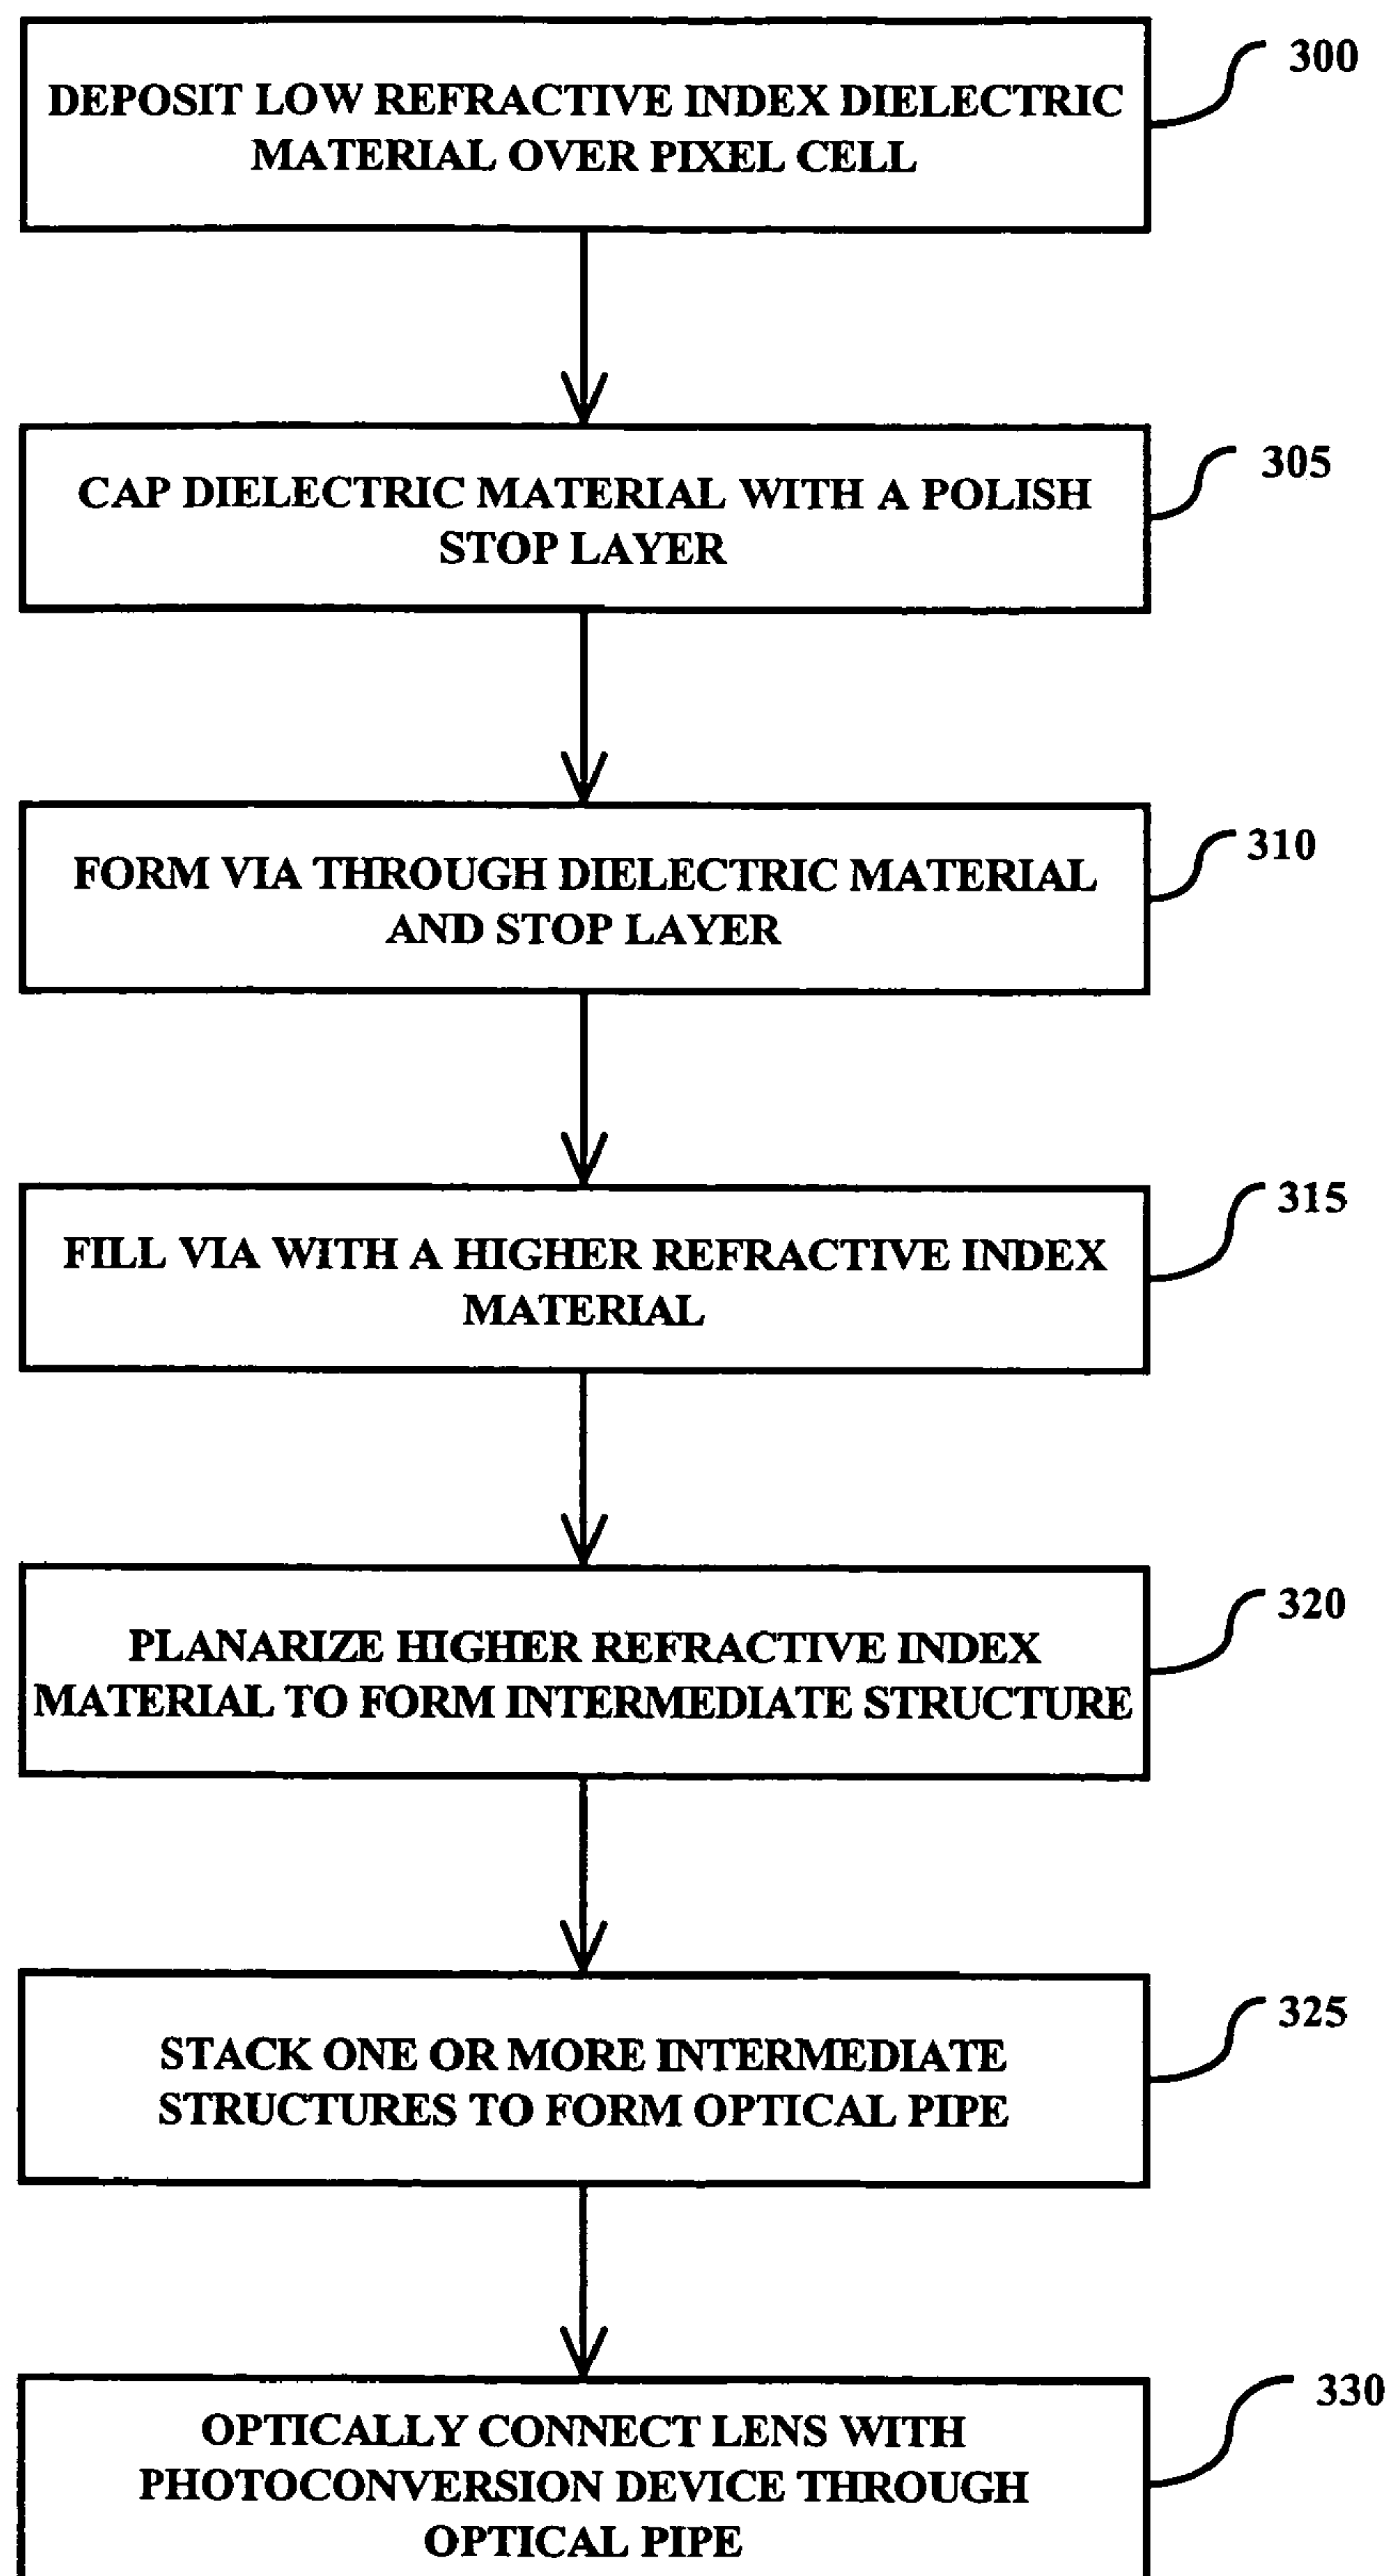 300
DEPOSIT LOW REFRACTIVE INDEX DIELECTRIC
MATERIAL OVER PIXEL CELL
305
CAP DIELECTRIC MATERIAL WITH A POLISH
STOP LAYER
310
FORM VIA THROUGH DIELECTRIC MATERIAL
AND STOP LAYER
315
FILL VIA WITH A HIGHER REFRACTIVE INDEX
MATERIAL
320
PLANARIZE HIGHER REFRACTIVE INDEX
MATERIAL TO FORM INTERMEDIATE STRUCTURE
325
STACK ONE OR MORE INTERMEDIATE
STRUCTURES TO FORM OPTICAL PIPE
330
OPTICALLY CONNECT LENS WITH
PHOTOCONVERSION DEVICE THROUGH
OPTICAL PIPE